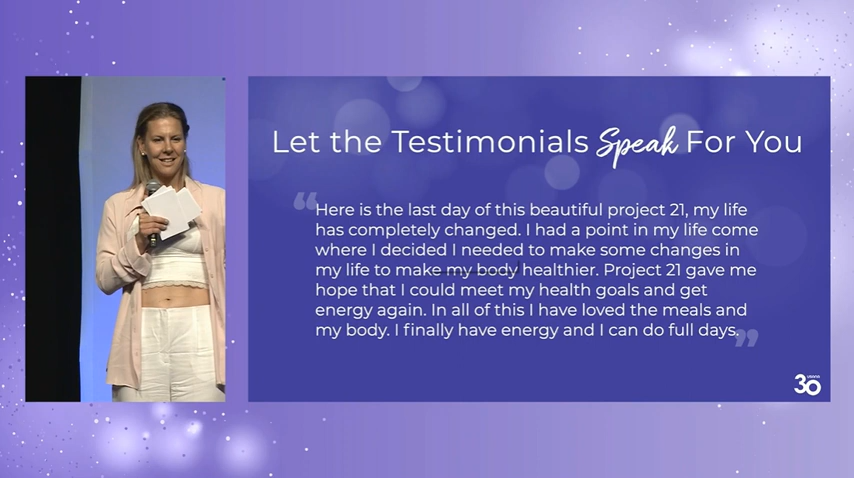 Let the Testimonials Speak For You
“Here is the last day of this beautiful project 21, my life
has completely changed. I had a point in my life come
where I decided I needed to make some changes in
my life to make my body healthier. Project 21 gave me
hope that I could meet my health goals and get
energy again. In all of this I have loved the meals and
my body. I finally have energy and I can do full days.”
USANA
30